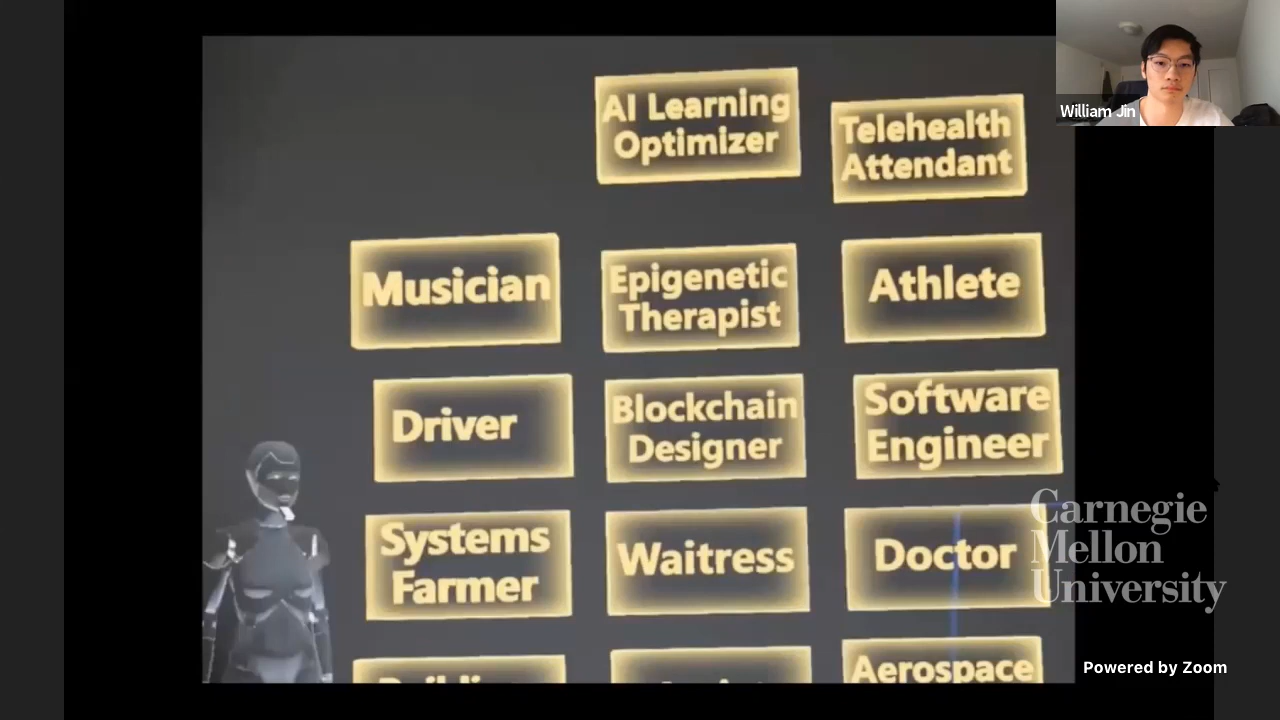 William Jin
AI Learning
Optimizer
Telehealth
Attendant
Musician
Epigenetic
Therapist
Athlete
Driver
Blockchain
Designer
Software
Engineer
Systems
Farmer
Waitress
Doctor
Aerospace
Carnegie
Mellon
University
Powered by Zoom